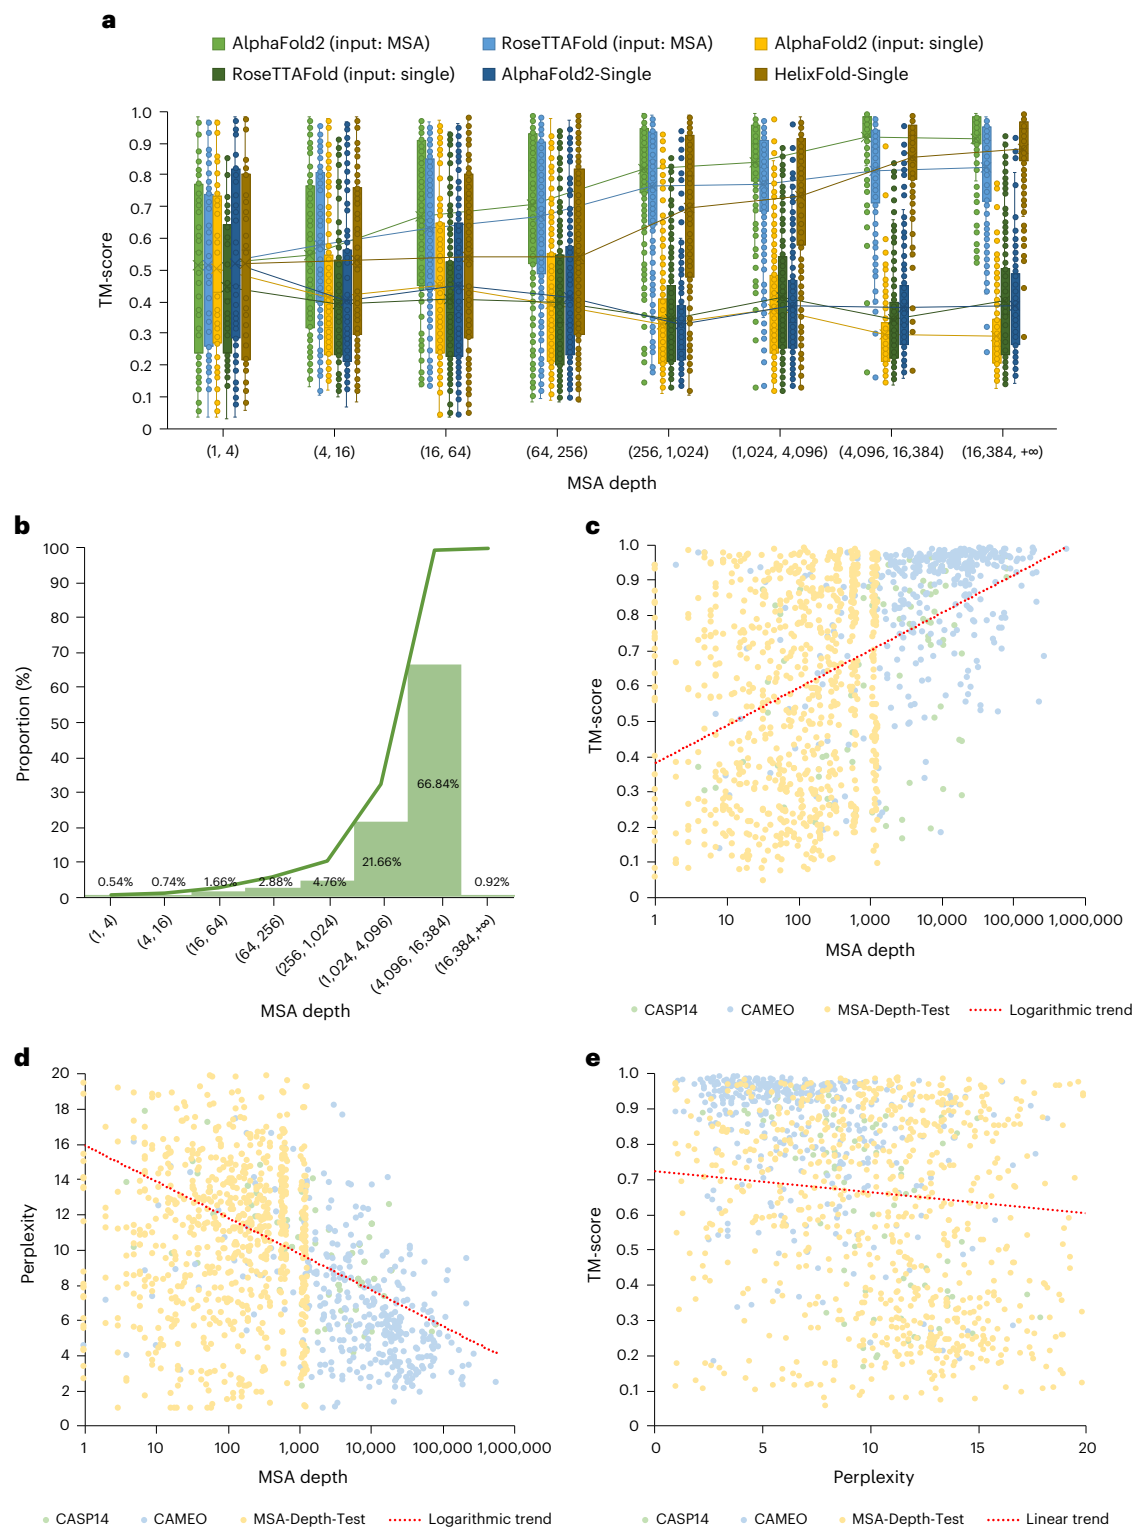 a
AlphaFold2 (input: MSA) RoseTTAFold (input: MSA) AlphaFold2 (input: single)
RoseTTAFold (input: single) AlphaFold2-Single HelixFold-Single
1.0
0.9
0.8
0.7
0.6
0.5
0.4
0.3
0.2
0.1
0
TM-score
(1, 4) (4, 16) (16, 64) (64, 256) (256, 1,024) (1,024, 4,096) (4,096, 16,384) (16,384, +∞)
MSA depth
b
100
90
80
70
60
50
40
30
20
10
0
Proportion (%)
0.54% 0.74% 1.66% 2.88% 4.76% 21.66% 66.84% 0.92%
(1, 4) (4, 16) (16, 64) (64, 256) (256, 1,024) (1,024, 4,096) (4,096, 16,384) (16,384,+∞)
MSA depth
c
1.0
0.9
0.8
0.7
0.6
0.5
0.4
0.3
0.2
0.1
0
TM-score
1 10 100 1,000 10,000 100,000 1,000,000
MSA depth
CASP14 CAMEO MSA-Depth-Test Logarithmic trend
d
20
18
16
14
12
10
8
6
4
2
0
Perplexity
1 10 100 1,000 10,000 100,000 1,000,000
MSA depth
CASP14 CAMEO MSA-Depth-Test Logarithmic trend
e
1.0
0.9
0.8
0.7
0.6
0.5
0.4
0.3
0.2
0.1
0
TM-score
0 5 10 15 20
Perplexity
CASP14 CAMEO MSA-Depth-Test Linear trend